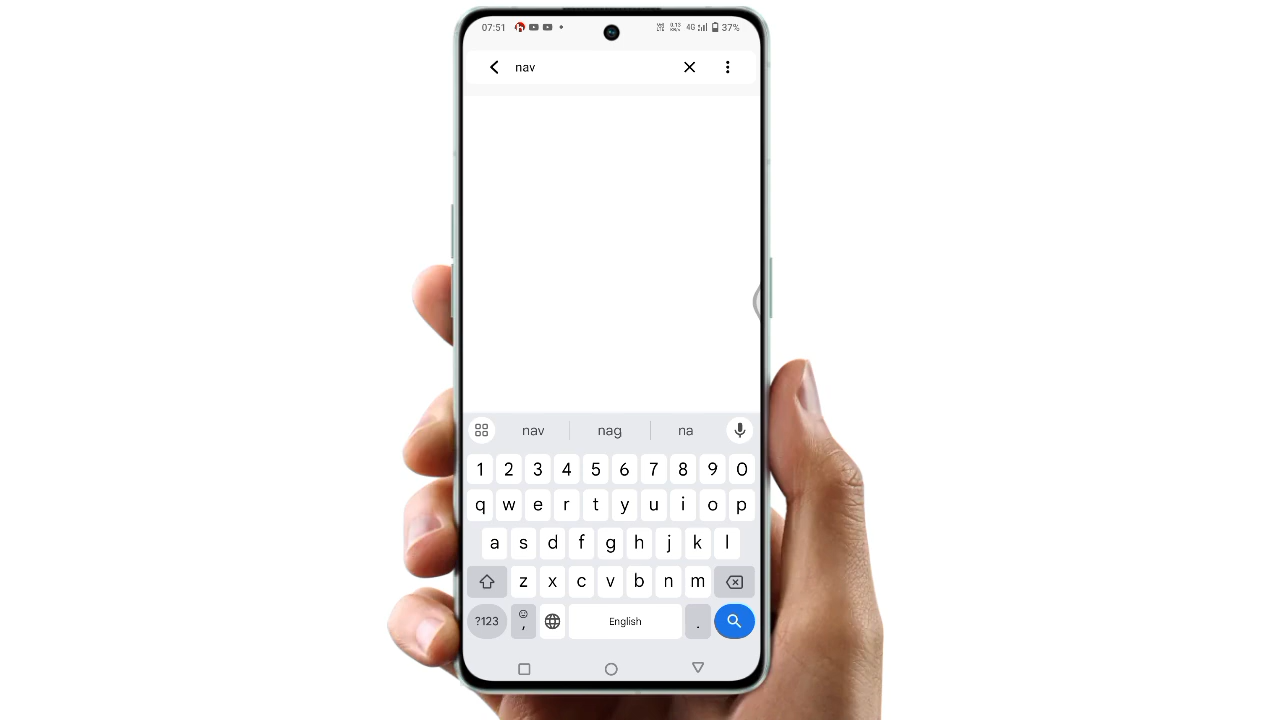 07:51 4G 37%
nav
nav nag na
1 2 3 4 5 6 7 8 9 0
q w e r t y u i o p
a s d f g h j k l
z x c v b n m
?123 , English .